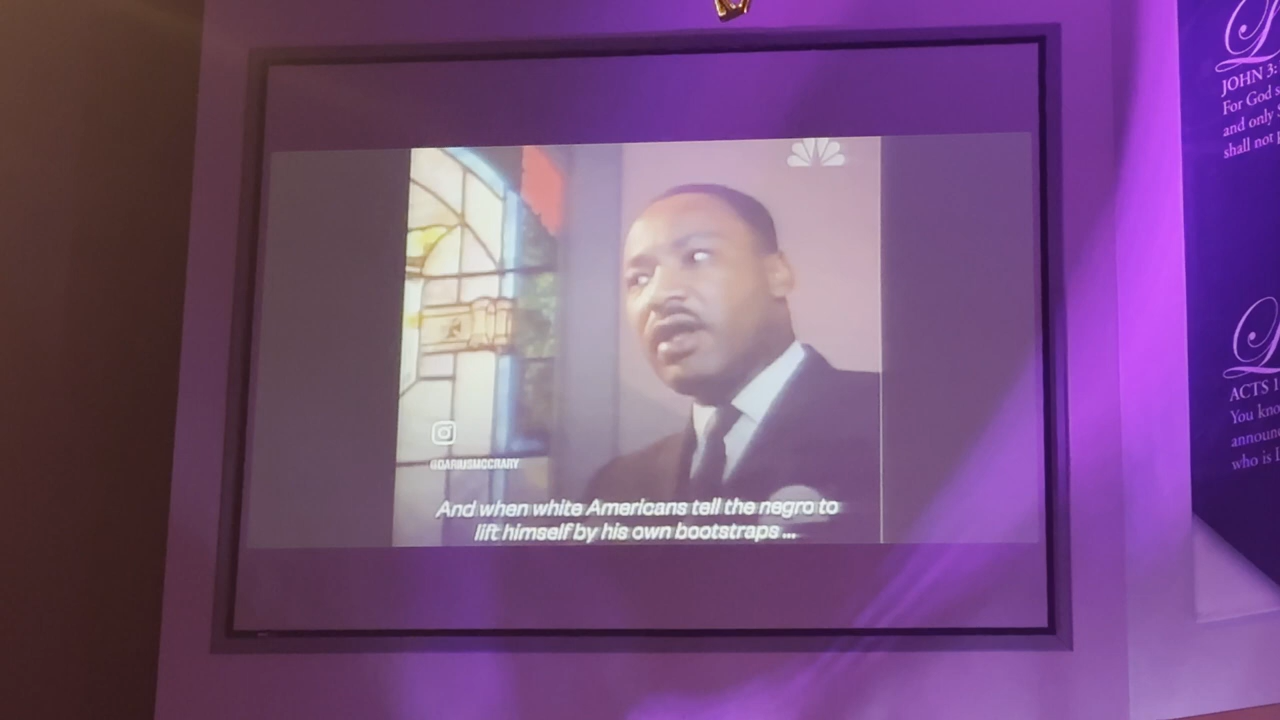 JOHN 3:
For God s
and only
shall not
@DARIUSMCCRARY
And when white Americans tell the negro to
lift himself by his own bootstraps ...
ACTS 1
You kno
announ
who is